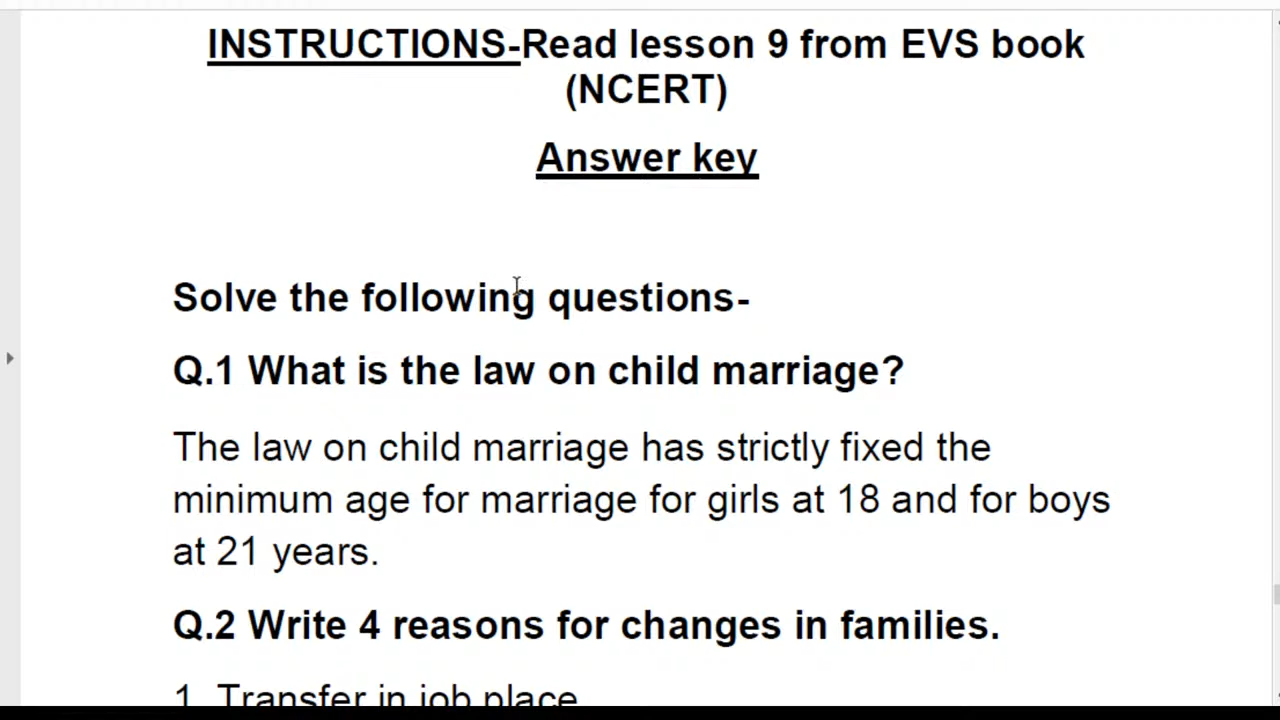 INSTRUCTIONS-Read lesson 9 from EVS book
(NCERT)
Answer key
Solve the following questions-
Q.1 What is the law on child marriage?
The law on child marriage has strictly fixed the
minimum age for marriage for girls at 18 and for boys
at 21 years.
Q.2 Write 4 reasons for changes in families.
1. Transfer in job place